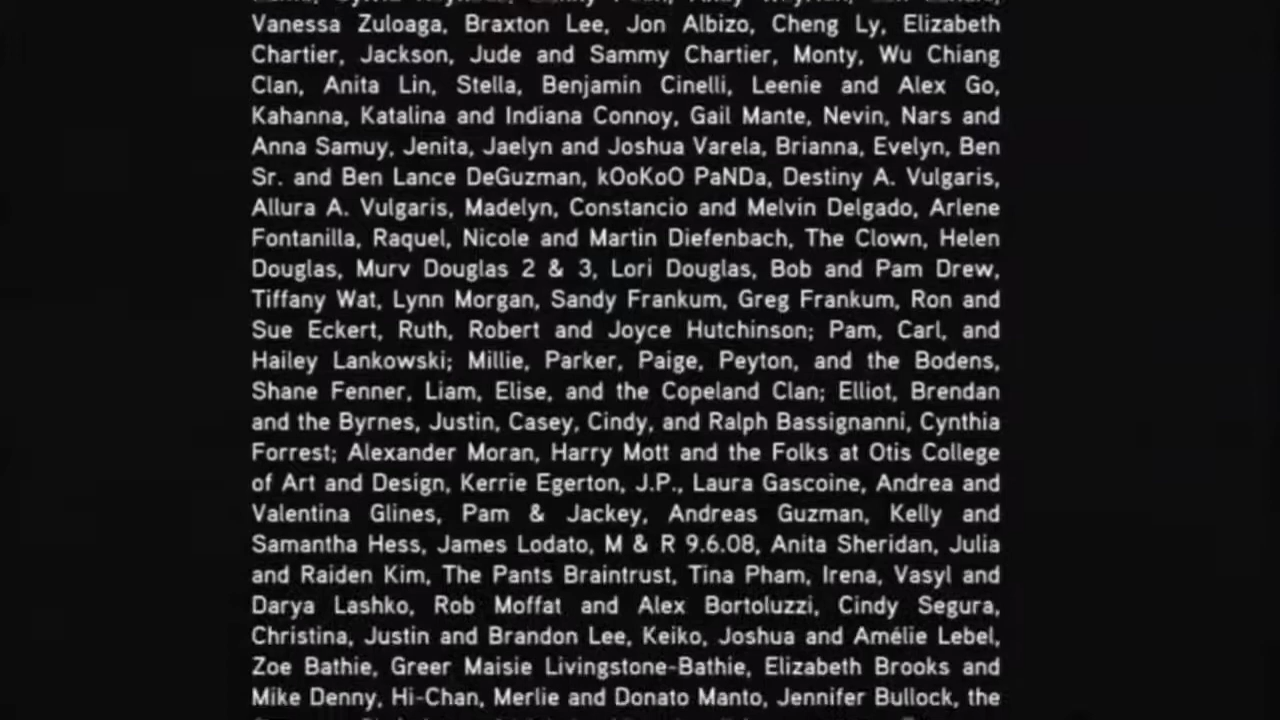 Vanessa Zuloaga, Braxton Lee, Jon Albizo, Cheng Ly, Elizabeth
Chartier, Jackson, Jude and Sammy Chartier, Monty, Wu Chiang
Clan, Anita Lin, Stella, Benjamin Cinelli, Leenie and Alex Go,
Kahanna, Katalina and Indiana Connoy, Gail Mante, Nevin, Nars and
Anna Samuy, Jenita, Jaelyn and Joshua Varela, Brianna, Evelyn, Ben
Sr. and Ben Lance DeGuzman, kOoKoO PaNDa, Destiny A. Vulgaris,
Allura A. Vulgaris, Madelyn, Constancio and Melvin Delgado, Arlene
Fontanilla, Raquel, Nicole and Martin Diefenbach, The Clown, Helen
Douglas, Murv Douglas 2 & 3, Lori Douglas, Bob and Pam Drew,
Tiffany Wat, Lynn Morgan, Sandy Frankum, Greg Frankum, Ron and
Sue Eckert, Ruth, Robert and Joyce Hutchinson; Pam, Carl, and
Hailey Lankowski; Millie, Parker, Paige, Peyton, and the Bodens,
Shane Fenner, Liam, Elise, and the Copeland Clan; Elliot, Brendan
and the Byrnes, Justin, Casey, Cindy, and Ralph Bassignanni, Cynthia
Forrest; Alexander Moran, Harry Mott and the Folks at Otis College
of Art and Design, Kerrie Egerton, J.P., Laura Gascoine, Andrea and
Valentina Glines, Pam & Jackey, Andreas Guzman, Kelly and
Samantha Hess, James Lodato, M & R 9.6.08, Anita Sheridan, Julia
and Raiden Kim, The Pants Braintrust, Tina Pham, Irena, Vasyl and
Darya Lashko, Rob Moffat and Alex Bortoluzzi, Cindy Segura,
Christina, Justin and Brandon Lee, Keiko, Joshua and Amélie Lebel,
Zoe Bathie, Greer Maisie Livingstone-Bathie, Elizabeth Brooks and
Mike Denny, Hi-Chan, Merlie and Donato Manto, Jennifer Bullock, the